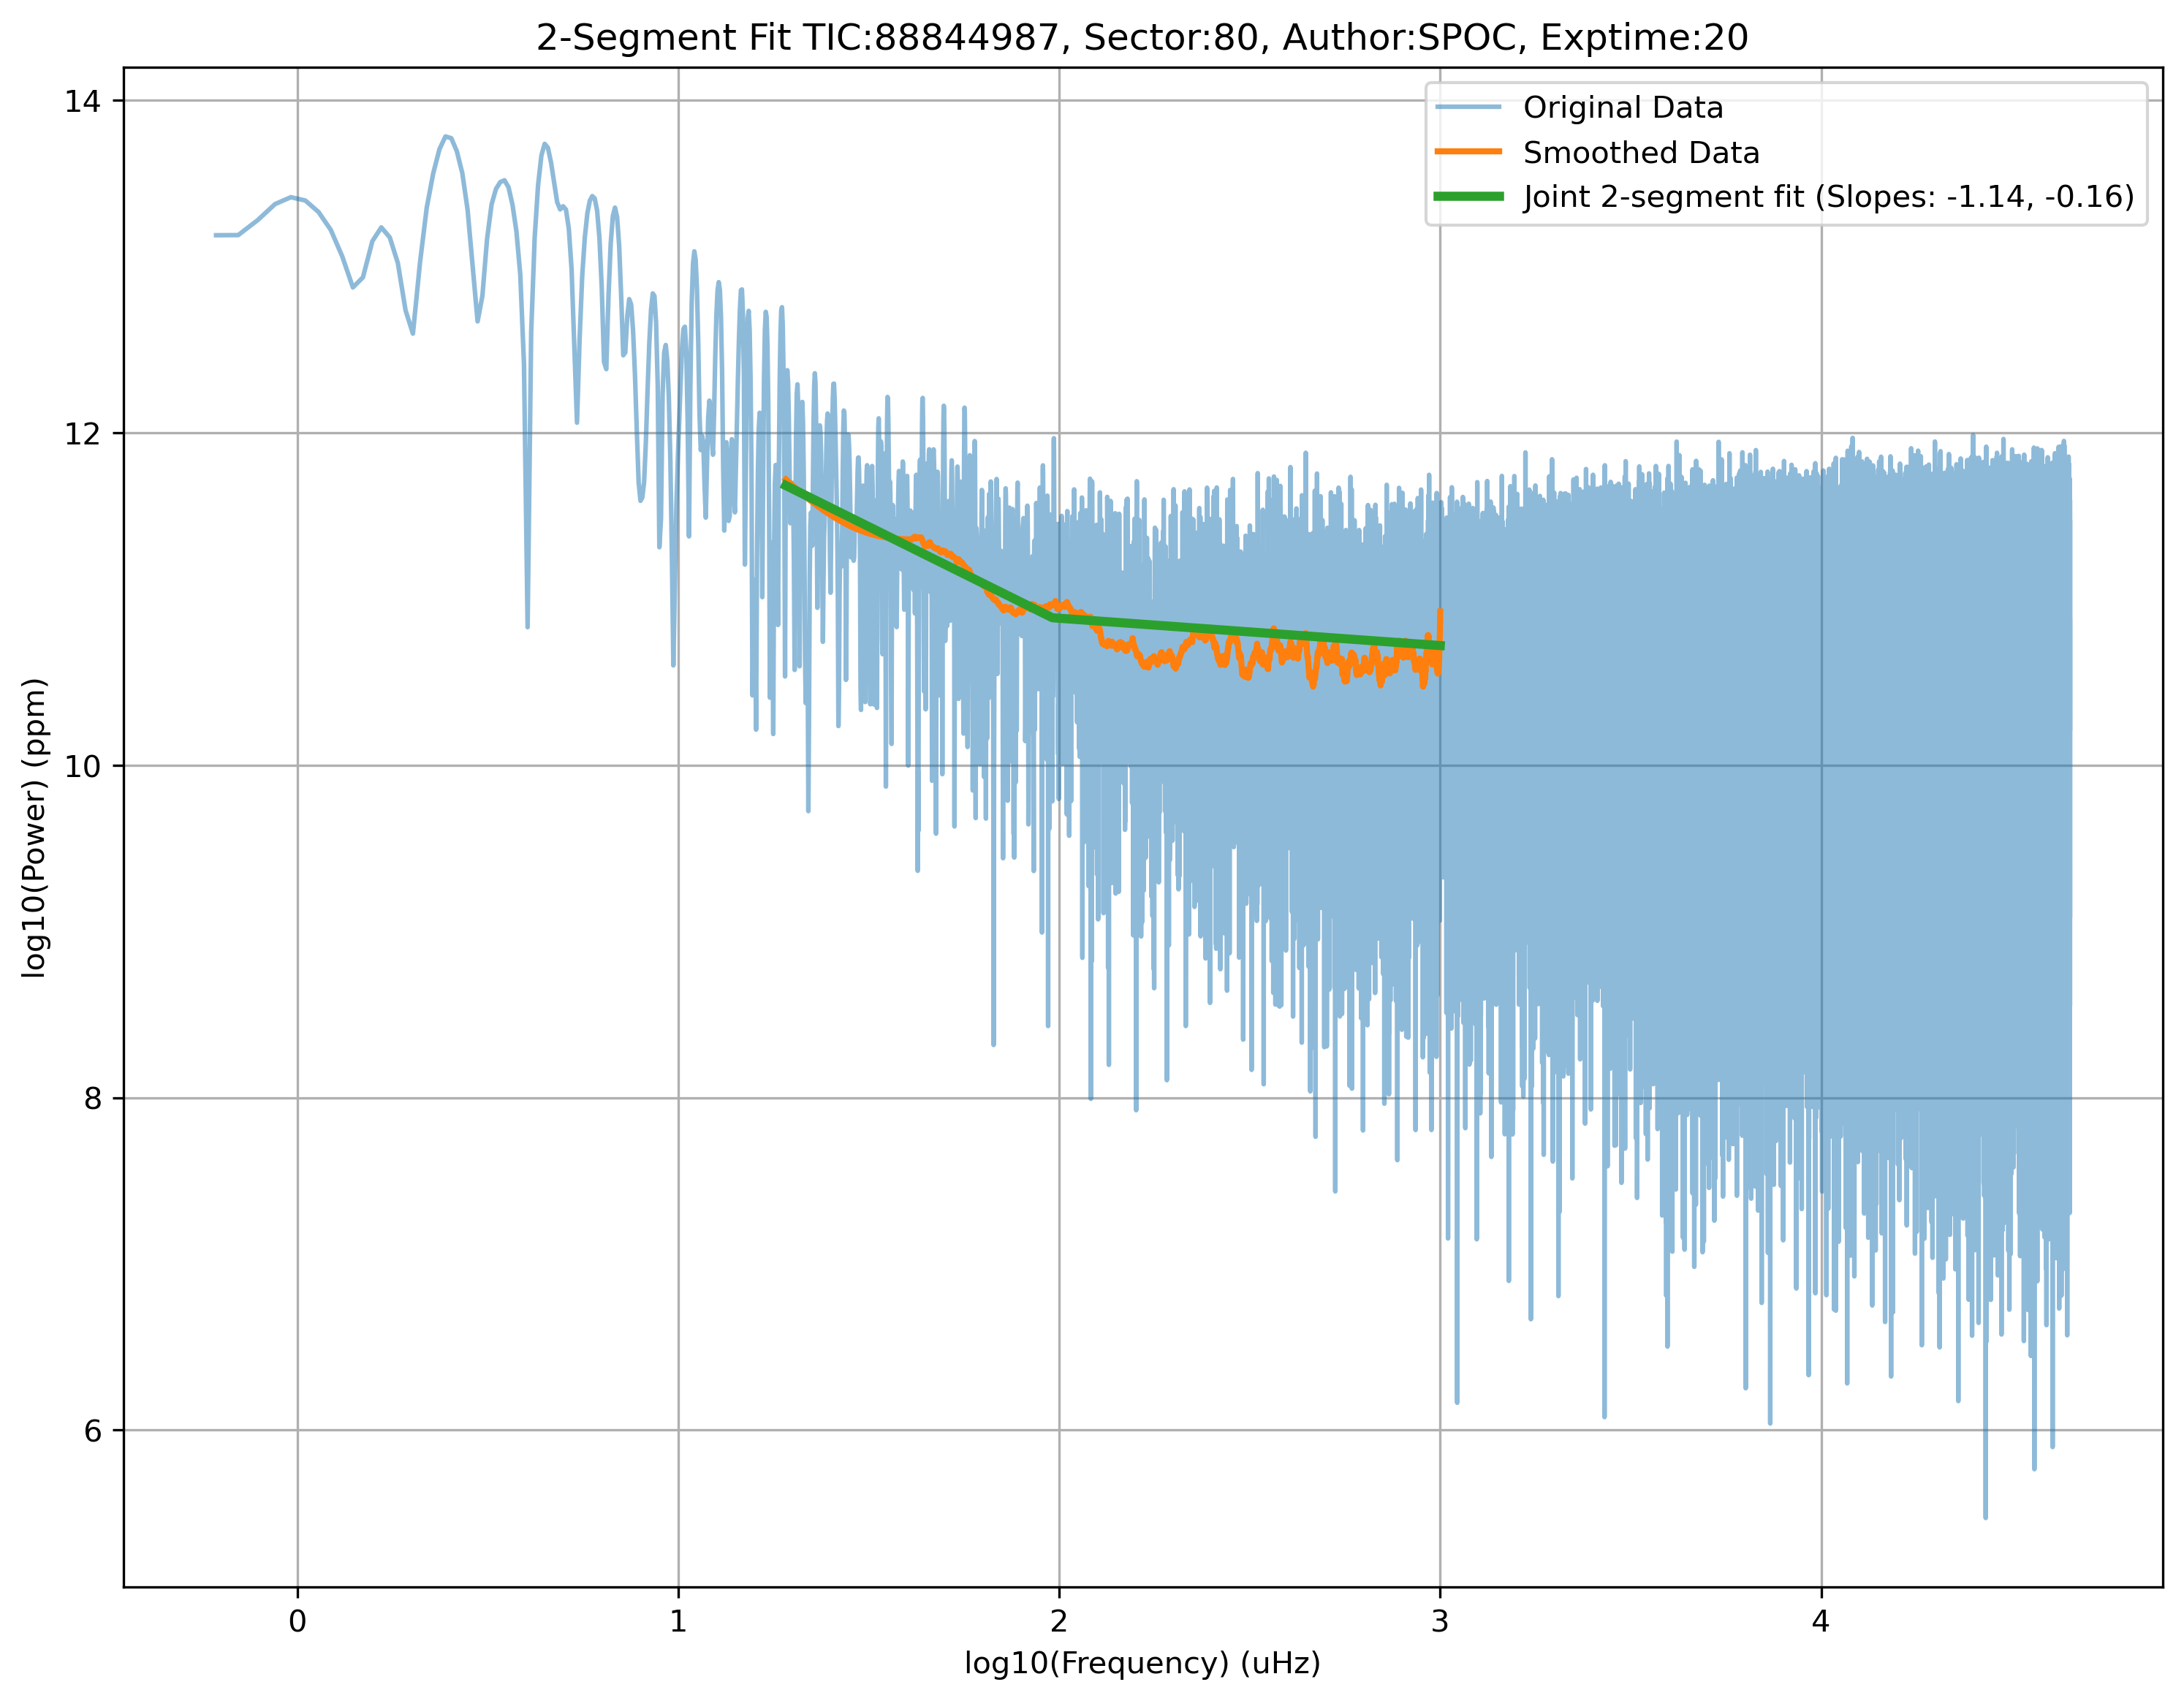 2-Segment Fit TIC:88844987, Sector:80, Author:SPOC, Exptime:20
Original Data
Smoothed Data
Joint 2-segment fit (Slopes: -1.14, -0.16)
log10(Power) (ppm)
14
12
10
8
6
0 1 2 3 4
log10(Frequency) (uHz)